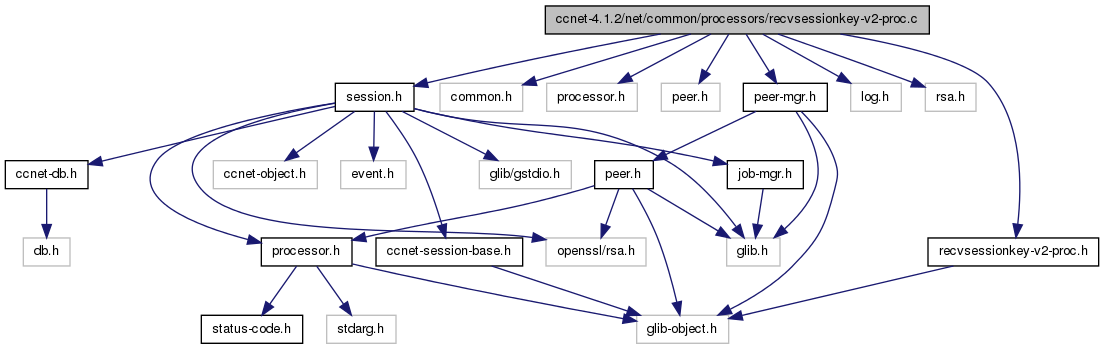 ccnet-4.1.2/net/common/processors/recvsessionkey-v2-proc.c
session.h
common.h
processor.h
peer.h
peer-mgr.h
log.h
rsa.h
ccnet-db.h
ccnet-object.h
event.h
glib/gstdio.h
peer.h
job-mgr.h
db.h
processor.h
ccnet-session-base.h
openssl/rsa.h
glib.h
recvsessionkey-v2-proc.h
status-code.h
stdarg.h
glib-object.h